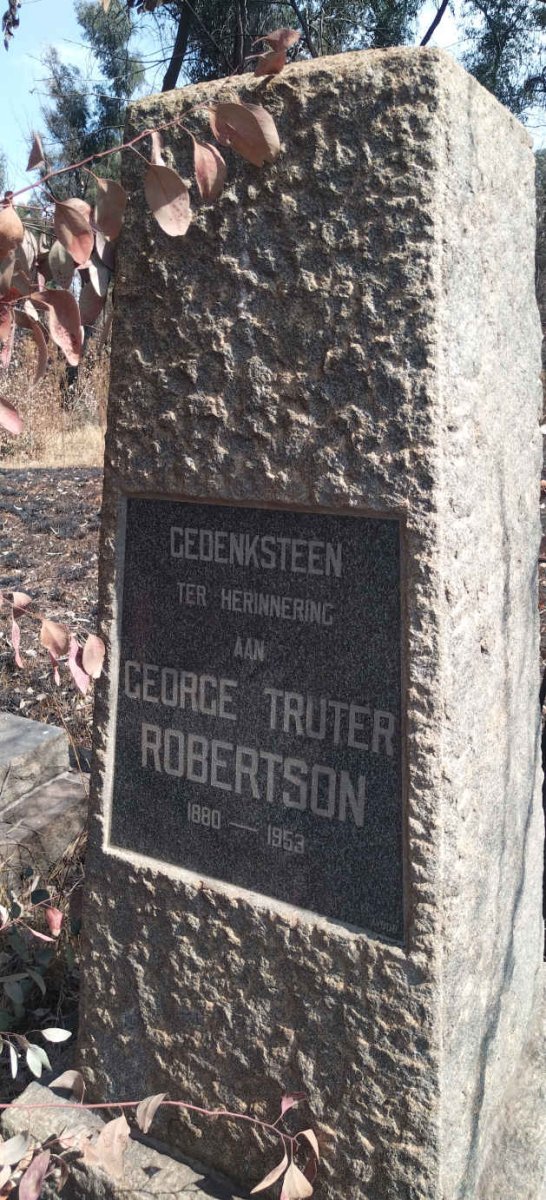 GEDENKSTEEN
TER HERINNERING
AAN
GEORGE TRUTER
ROBERTSON
1880 — 1953